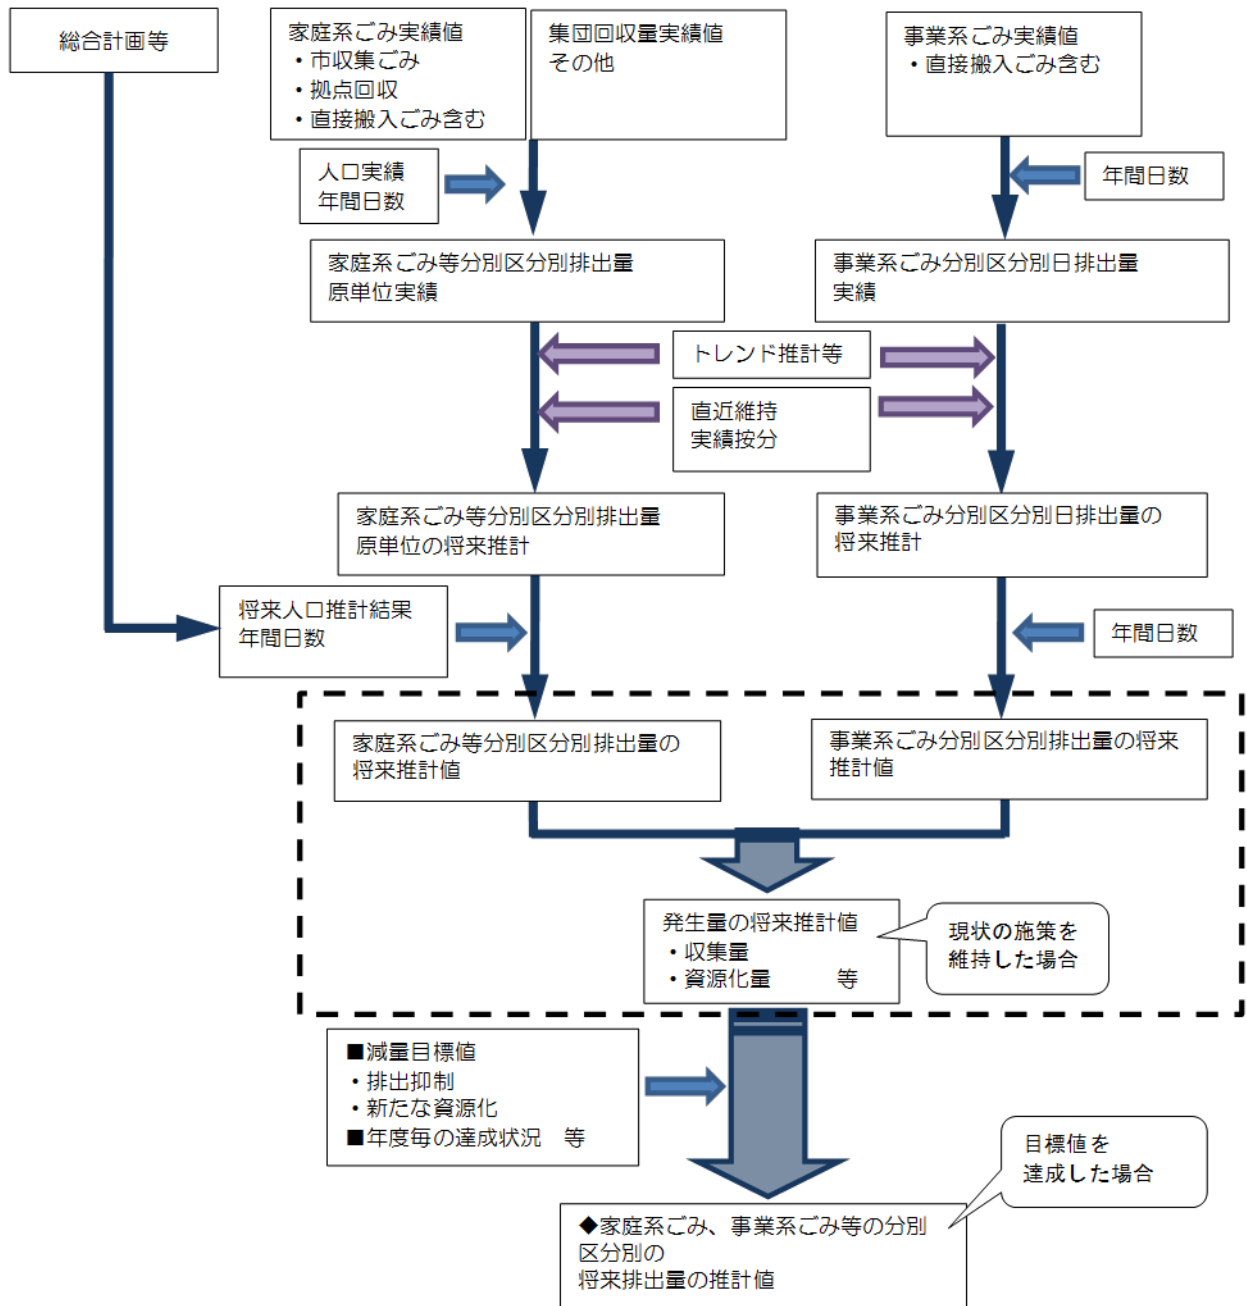 総合計画等
家庭系ごみ実績値
・市収集ごみ
・拠点回収
・直接搬入ごみ含む
集団回収量実績値
その他
事業系ごみ実績値
・直接搬入ごみ含む
人口実績
年間日数
年間日数
家庭系ごみ等分別区分別排出量
原単位実績
事業系ごみ分別区分別日排出量
実績
トレンド推計等
直近維持
実績按分
家庭系ごみ等分別区分別排出量
原単位の将来推計
事業系ごみ分別区分別日排出量の
将来推計
将来人口推計結果
年間日数
年間日数
家庭系ごみ等分別区分別排出量の
将来推計値
事業系ごみ分別区分別排出量の将来
推計値
発生量の将来推計値
・収集量
・資源化量　　　等
現状の施策を
維持した場合
■減量目標値
・排出抑制
・新たな資源化
■年度毎の達成状況　等
目標値を
達成した場合
◆家庭系ごみ、事業系ごみ等の分別
区分別の
将来排出量の推計値